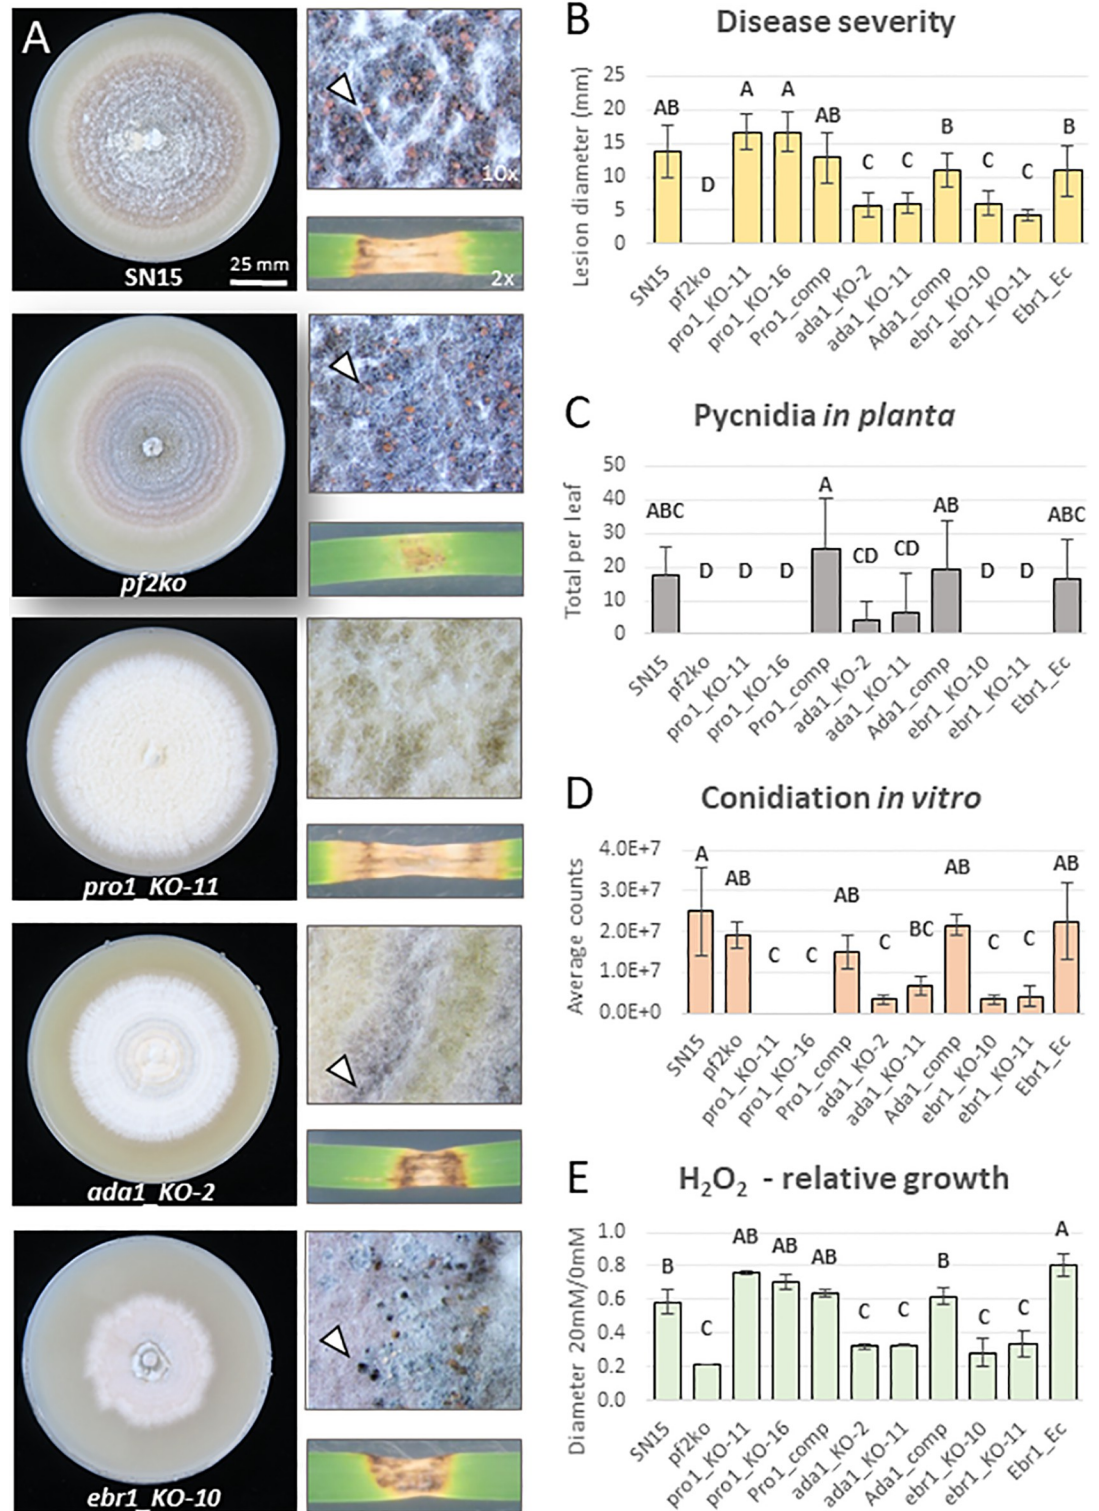 A
10x
SN15
25 mm
2x
pf2ko
pro1_KO-11
ada1_KO-2
ebr1_KO-10
B
Disease severity
Lesion diameter (mm)
25
20
15
10
5
0
AB
D
A
A
AB
C
C
B
C
C
B
SN15
pf2ko
pro1_KO-11
pro1_KO-16
Pro1_comp
ada1_KO-2
ada1_KO-11
Ada1_comp
ebr1_KO-10
ebr1_KO-11
Ebr1_Ec
C
Pycnidia in planta
Total per leaf
50
40
30
20
10
0
ABC
D
D
D
A
CD
CD
AB
D
D
ABC
SN15
pf2ko
pro1_KO-11
pro1_KO-16
Pro1_comp
ada1_KO-2
ada1_KO-11
Ada1_comp
ebr1_KO-10
ebr1_KO-11
Ebr1_Ec
D
Conidiation in vitro
Average counts
4.0E+7
3.0E+7
2.0E+7
1.0E+7
0.0E+0
A
AB
C
C
AB
C
BC
AB
C
C
AB
SN15
pf2ko
pro1_KO-11
pro1_KO-16
Pro1_comp
ada1_KO-2
ada1_KO-11
Ada1_comp
ebr1_KO-10
ebr1_KO-11
Ebr1_Ec
E
H₂O₂ - relative growth
Diameter 20mM/0mM
1.0
0.8
0.6
0.4
0.2
0.0
B
C
AB
AB
AB
C
C
B
C
C
A
SN15
pf2ko
pro1_KO-11
pro1_KO-16
Pro1_comp
ada1_KO-2
ada1_KO-11
Ada1_comp
ebr1_KO-10
ebr1_KO-11
Ebr1_Ec